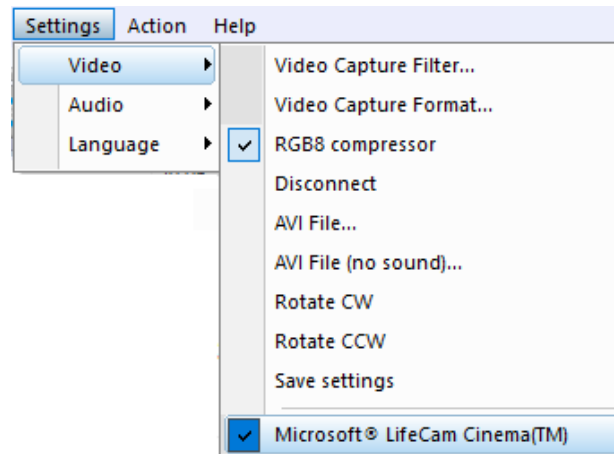 Settings Action Help
Video
Audio
Language
Video Capture Filter...
Video Capture Format...
RGB8 compressor
Disconnect
AVI File...
AVI File (no sound)...
Rotate CW
Rotate CCW
Save settings
Microsoft® LifeCam Cinema(TM)